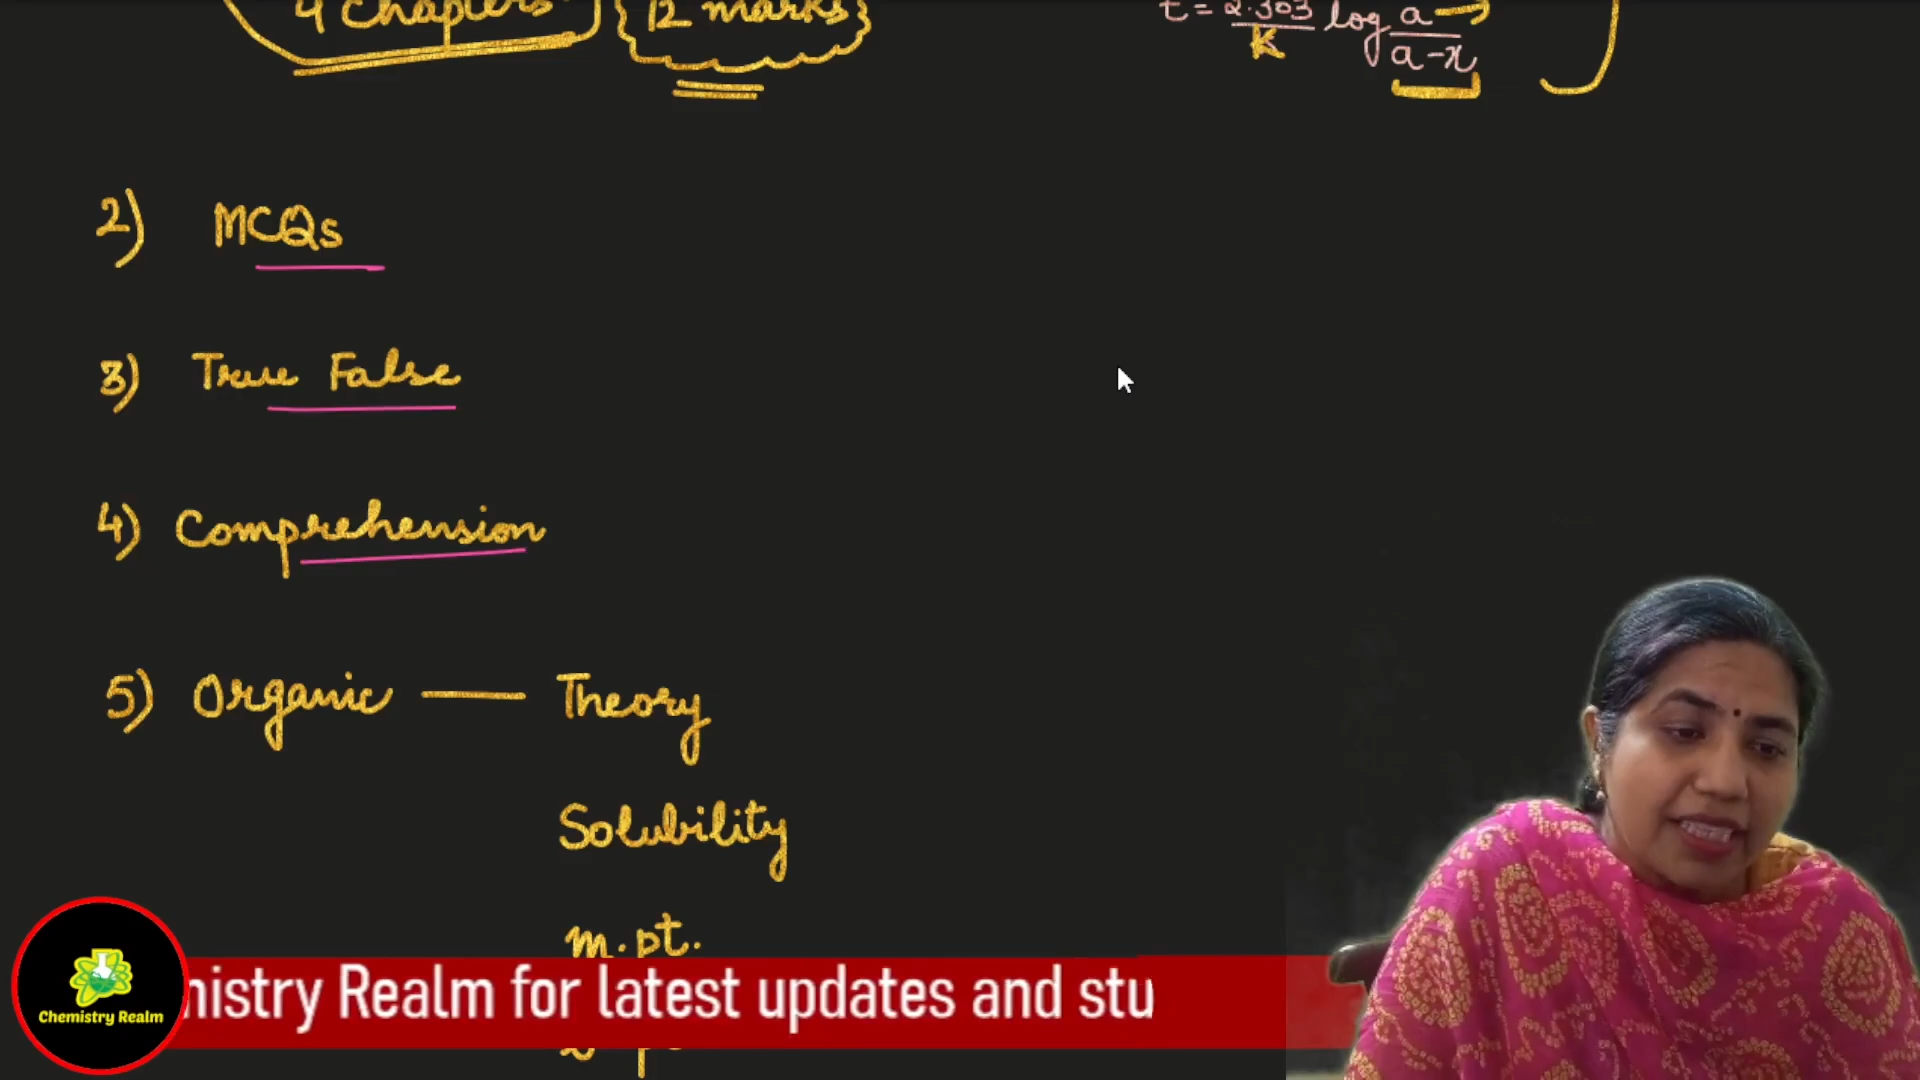 4 chapters 12 marks
t = 2.303/K log a/a-x
2) MCQs
3) True False
4) Comprehension
5) Organic — Theory
Solubility
m.pt.
Chemistry Realm
mistry Realm for latest updates and stu